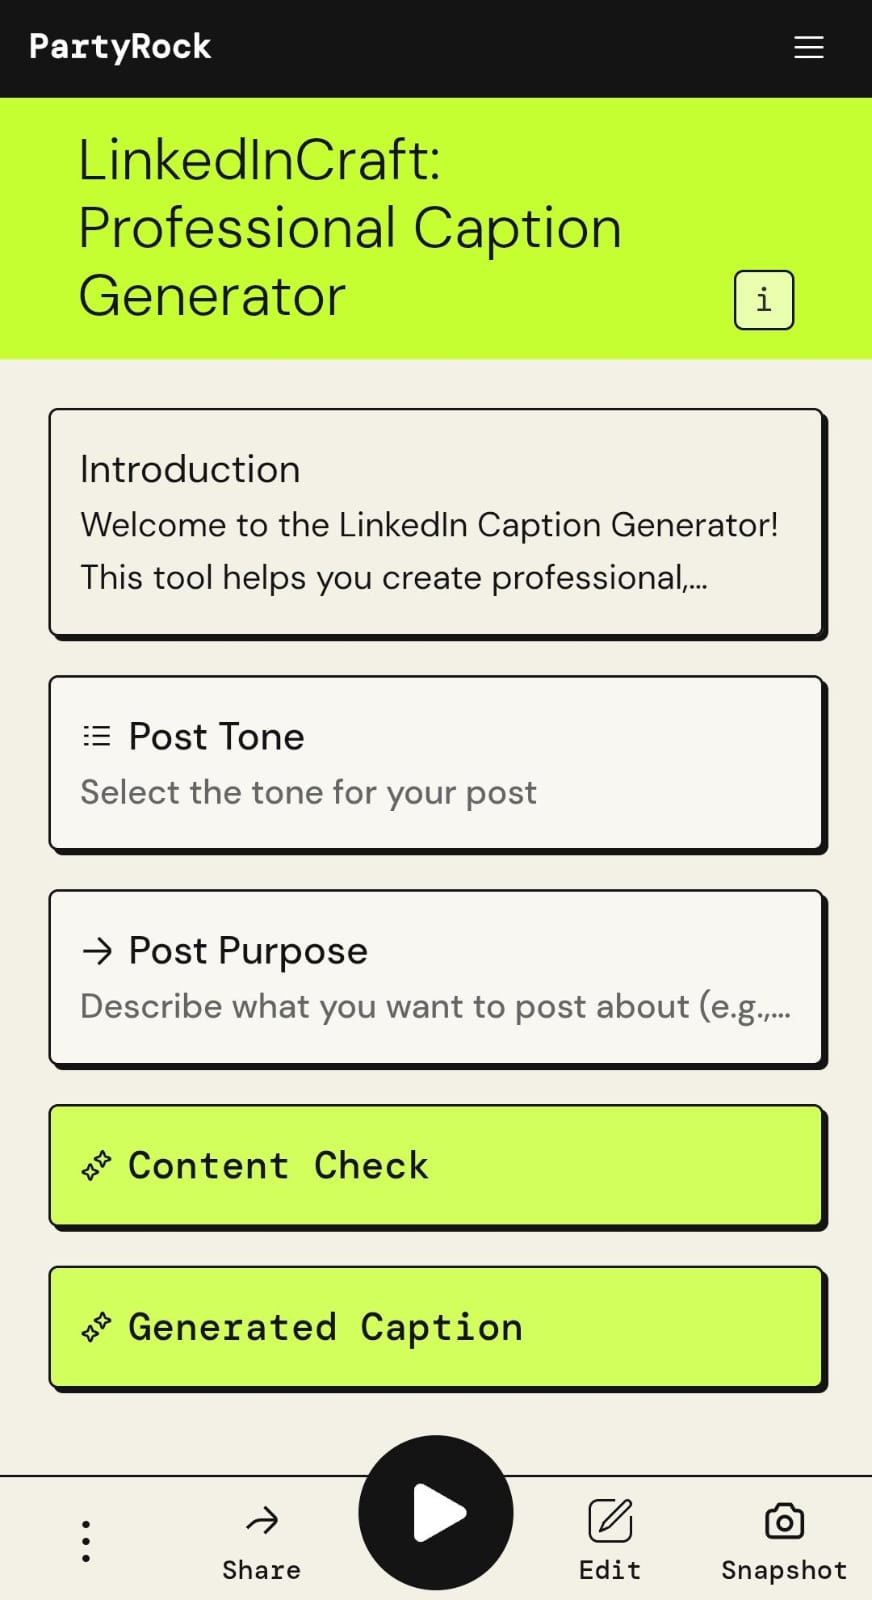 PartyRock
LinkedInCraft:
Professional Caption
Generator
i
Introduction
Welcome to the LinkedIn Caption Generator!
This tool helps you create professional,...
Post Tone
Select the tone for your post
Post Purpose
Describe what you want to post about (e.g.,...
Content Check
Generated Caption
Share
Edit
Snapshot